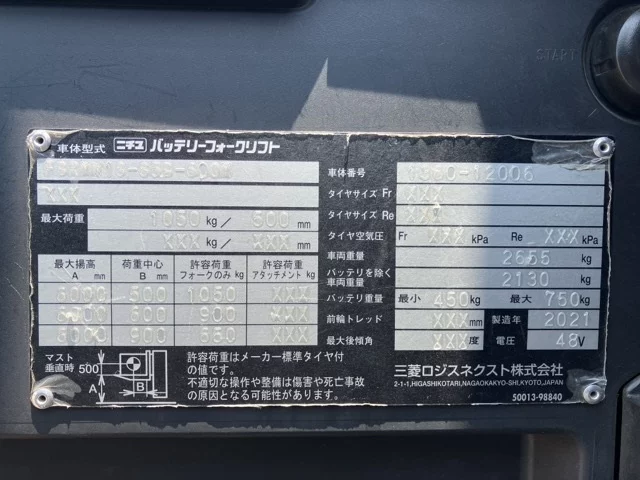 START
車体型式 ニチユ バッテリーフォークリフト
XXX
車体番号
-12006
タイヤサイズ Fr XXX
最大荷重 1050 kg / 500 mm
XXX kg / XXX mm
タイヤサイズ Re XXX
タイヤ空気圧 Fr XXX kPa Re XXX kPa
車両重量 2655 kg
バッテリを除く車両重量 2130 kg
バッテリ重量 最小 450 kg 最大 750 kg
前輪トレッド XXX mm 製造年 2021
最大後傾角 XXX 度 電圧 48 V
最大揚高 A mm 荷重中心 B mm 許容荷重 フォークのみ kg 許容荷重 アタッチメント kg
500 1050 XXX
600 900 XXX
900 XXX
マスト垂直時 500 A B
許容荷重はメーカー標準タイヤ付
の値です。
不適切な操作や整備は傷害や死亡事故
の原因となる可能性があります。
三菱ロジスネクスト株式会社
2-1-1,HIGASHIKOTARI,NAGAOKAKYO-SHI,KYOTO,JAPAN
50013-98840